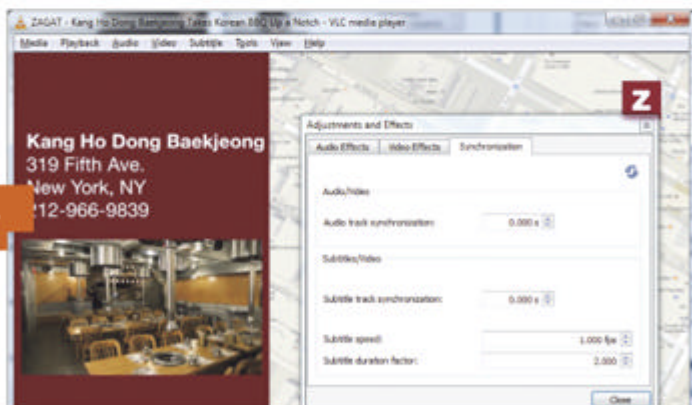 ZAGAT - Kang Ho Dong Baekjeong Takes Korean BBQ Up a Notch - VLC media player
Media Playback Audio Video Subtitle Tools View Help
Z
Kang Ho Dong Baekjeong
319 Fifth Ave.
New York, NY
212-966-9839
Adjustments and Effects
Audio Effects Video Effects Synchronization
Audio/Video
Audio track synchronization: 0.000 s
Subtitles/Video
Subtitle track synchronization: 0.000 s
Subtitle speed: 1.000 fps
Subtitle duration factor: 2.000
Close